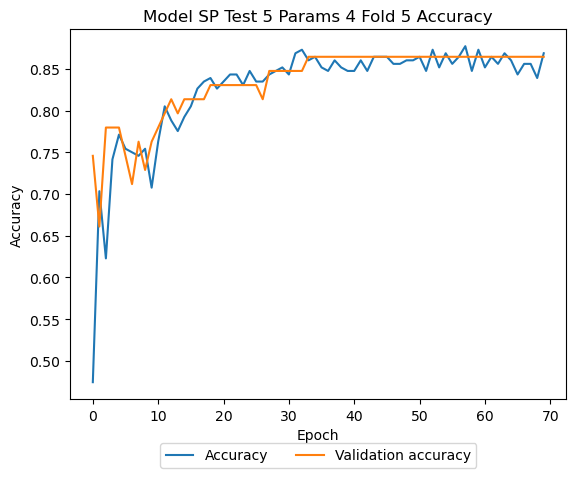 Model SP Test 5 Params 4 Fold 5 Accuracy
Accuracy
0.85
0.80
0.75
0.70
0.65
0.60
0.55
0.50
0 10 20 30 40 50 60 70
Epoch
Accuracy Validation accuracy